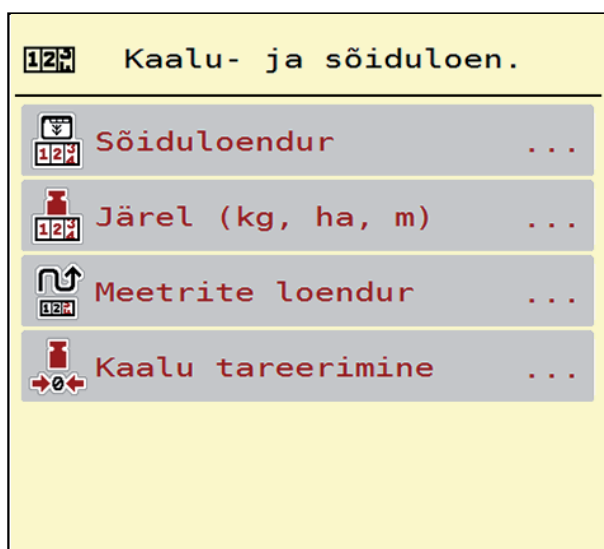 Kaalu- ja sõiduloen.
Sõiduloendur ...
Järel (kg, ha, m) ...
Meetrite loendur ...
Kaalu tareerimine ...